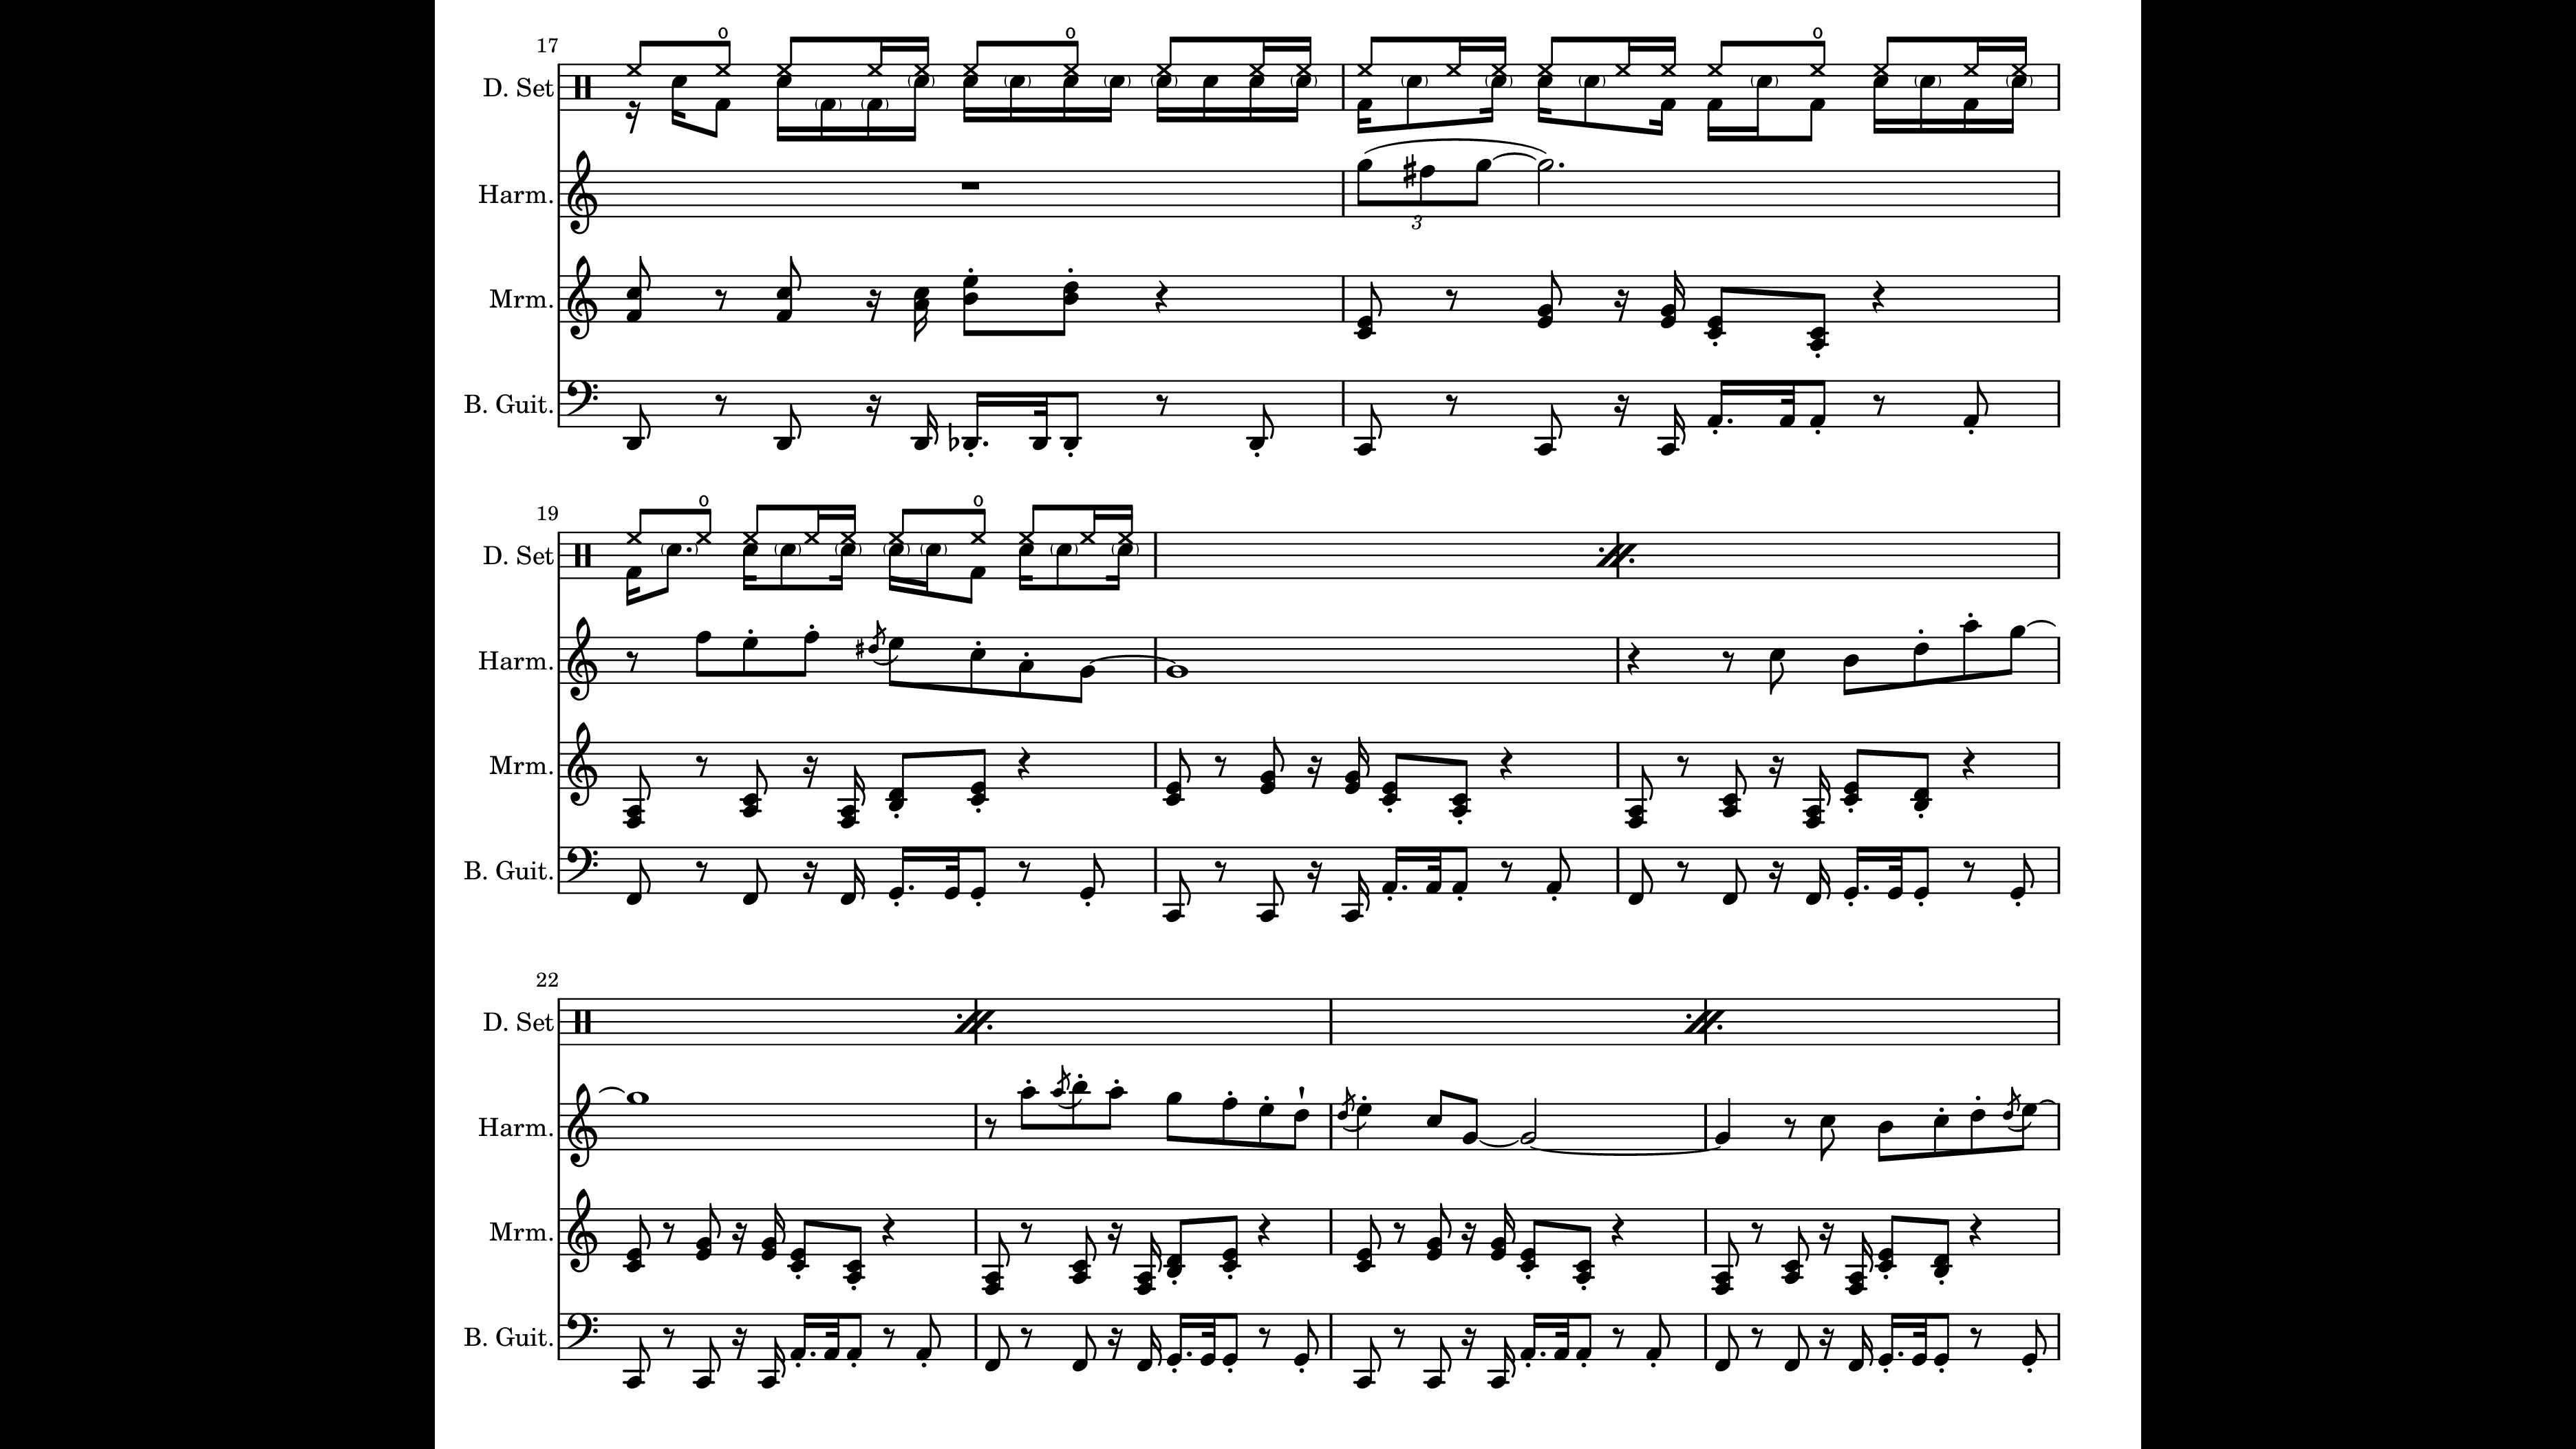 17
D. Set
Harm.
3
Mrm.
B. Guit.
19
D. Set
Harm.
Mrm.
B. Guit.
22
D. Set
Harm.
Mrm.
B. Guit.